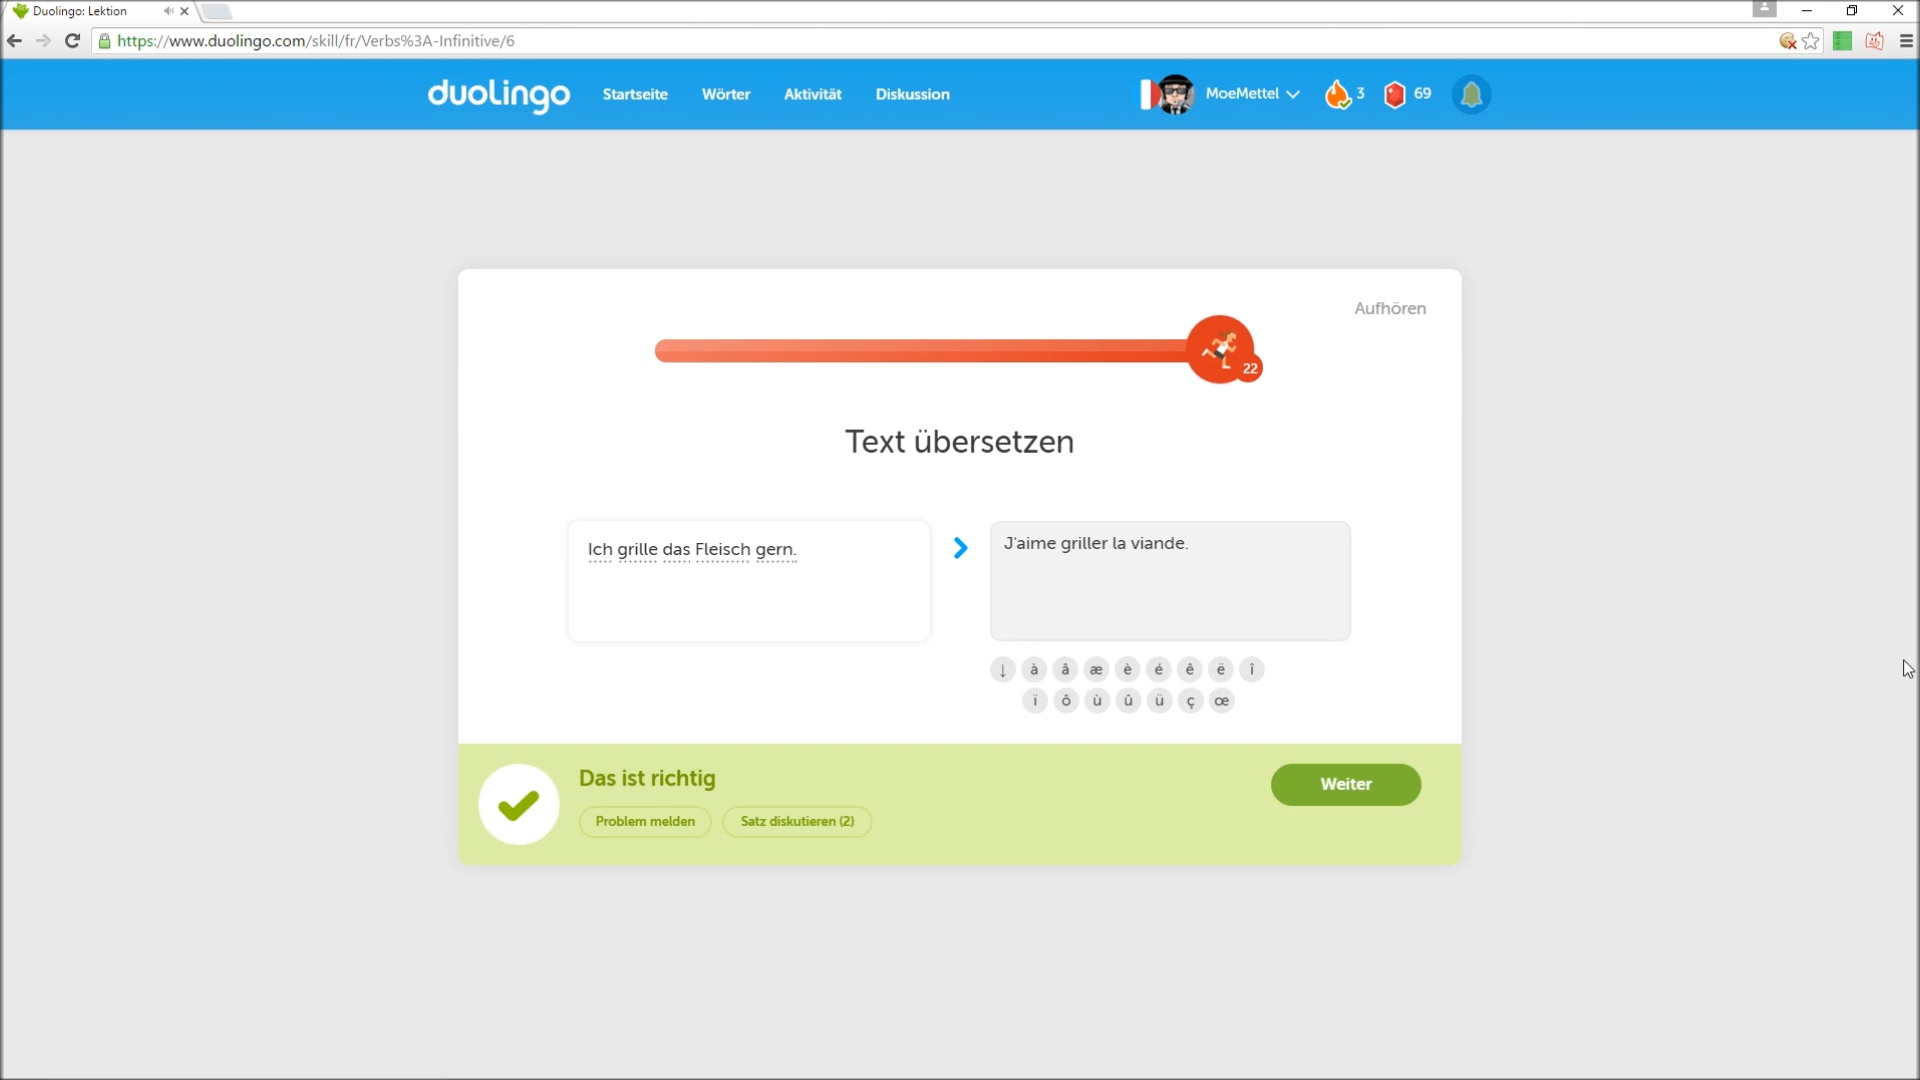 Duolingo: Lektion
https://www.duolingo.com/skill/fr/Verbs%3A-Infinitive/6
duolingo Startseite Wörter Aktivität Diskussion MoeMettel 3 69
Aufhören
22
Text übersetzen
Ich grille das Fleisch gern.
J'aime griller la viande.
↓ à â æ è é ê ë î
ï ô ù û ü ç œ
Das ist richtig
Weiter
Problem melden Satz diskutieren (2)